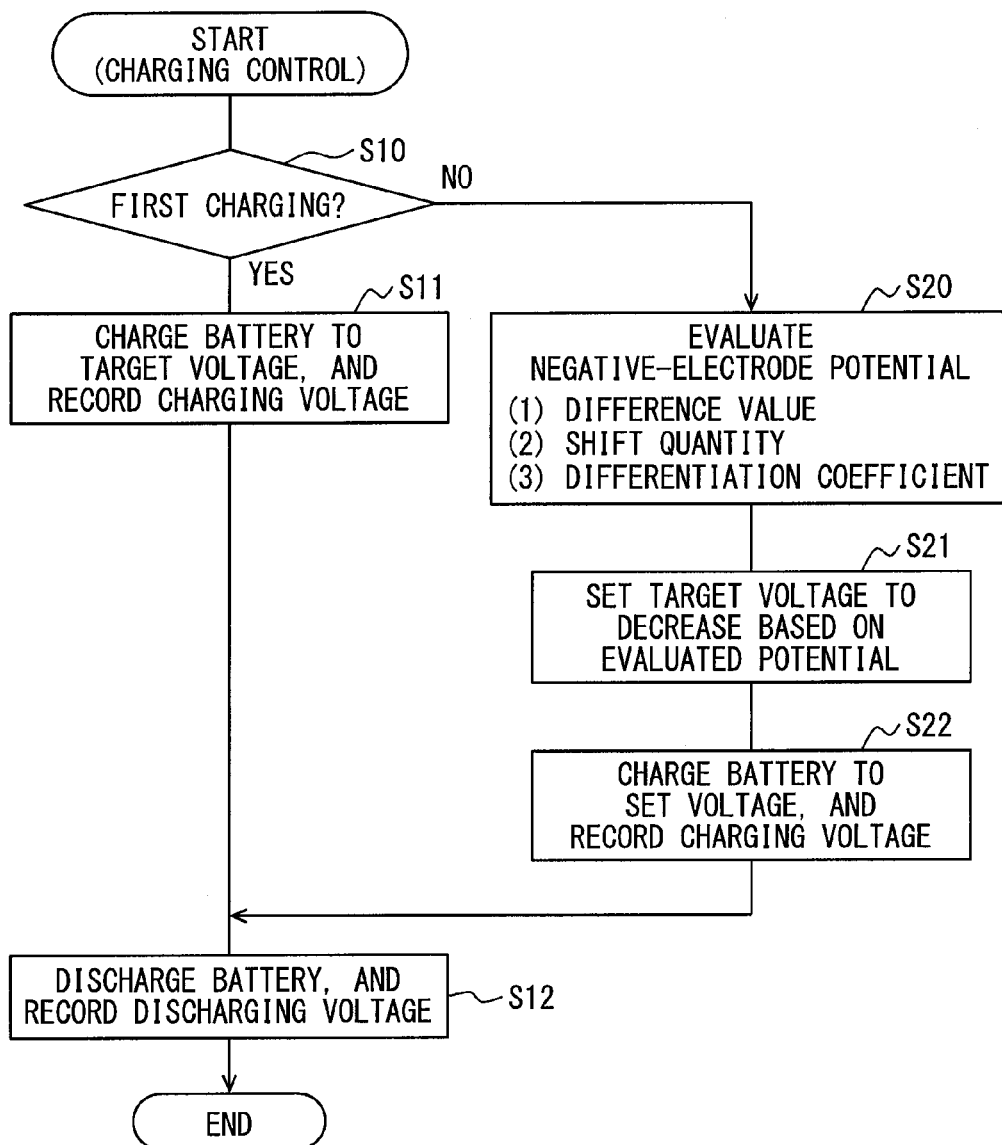 START
(CHARGING CONTROL)
S10
FIRST CHARGING?
NO
YES
S11
CHARGE BATTERY TO
TARGET VOLTAGE, AND
RECORD CHARGING VOLTAGE
S20
EVALUATE
NEGATIVE-ELECTRODE POTENTIAL
(1) DIFFERENCE VALUE
(2) SHIFT QUANTITY
(3) DIFFERENTIATION COEFFICIENT
S21
SET TARGET VOLTAGE TO
DECREASE BASED ON
EVALUATED POTENTIAL
S22
CHARGE BATTERY TO
SET VOLTAGE, AND
RECORD CHARGING VOLTAGE
DISCHARGE BATTERY, AND
RECORD DISCHARGING VOLTAGE
S12
END